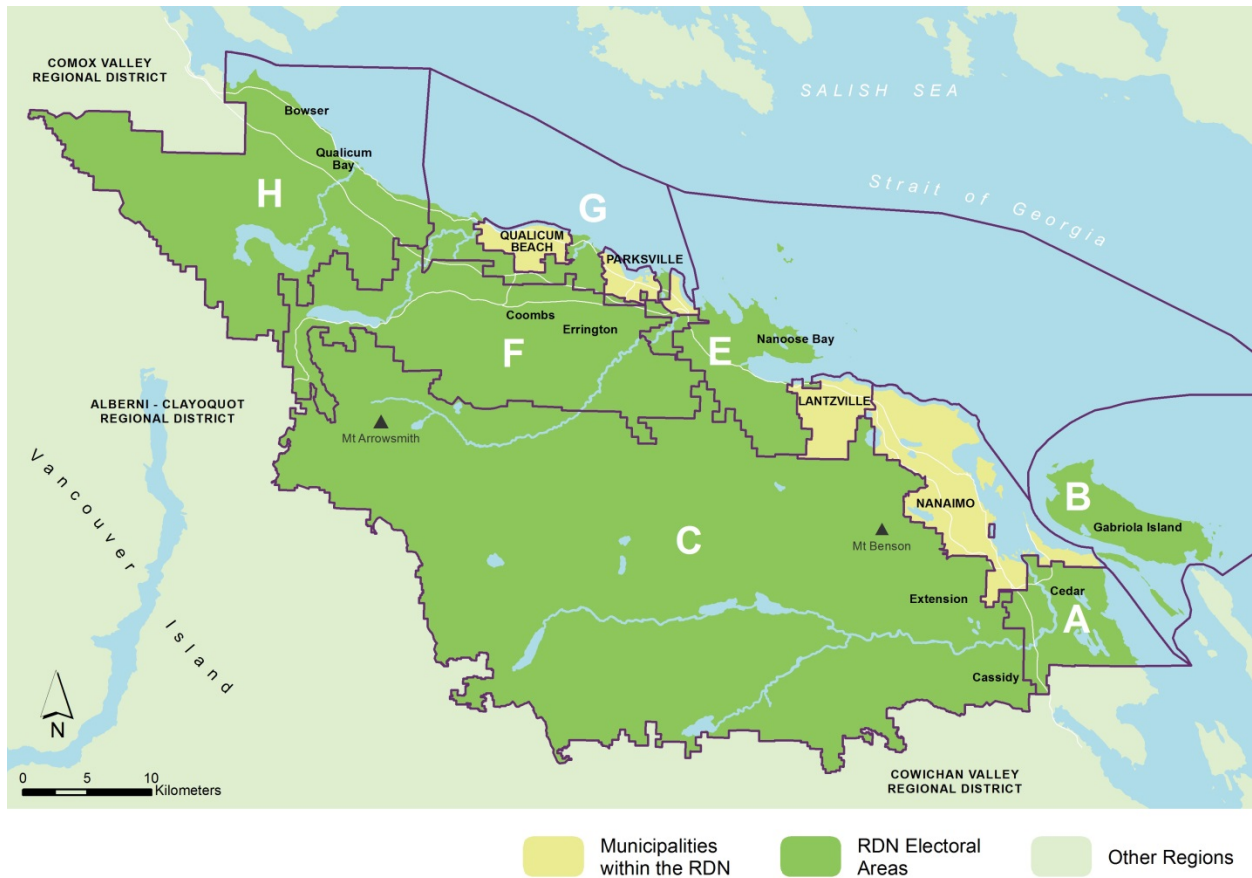 COMOX VALLEY
REGIONAL DISTRICT
SALISH SEA
Bowser
Qualicum
Bay
Strait of Georgia
H
G
QUALICUM
BEACH
PARKSVILLE
Coombs
Errington
Nanoose Bay
F
E
ALBERNI - CLAYOQUOT
REGIONAL DISTRICT
LANTZVILLE
Mt Arrowsmith
Vancouver Island
B
NANAIMO
Gabriola Island
C
Mt Benson
Extension
Cedar
A
Cassidy
N
0 5 10
Kilometers
COWICHAN VALLEY
REGIONAL DISTRICT
Municipalities
within the RDN
RDN Electoral
Areas
Other Regions